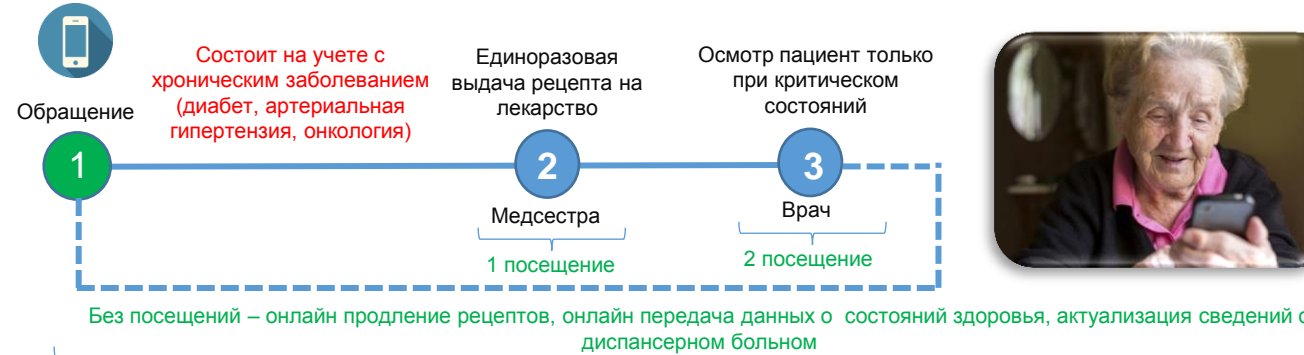 Обращение
Состоит на учете с
хроническим заболеванием
(диабет, артериальная
гипертензия, онкология)
Единоразовая
выдача рецепта на
лекарство
Осмотр пациент только
при критическом
состояний
1
2
3
Медсестра
Врач
1 посещение
2 посещение
Без посещений – онлайн продление рецептов, онлайн передача данных о состояний здоровья, актуализация сведений о
диспансерном больном